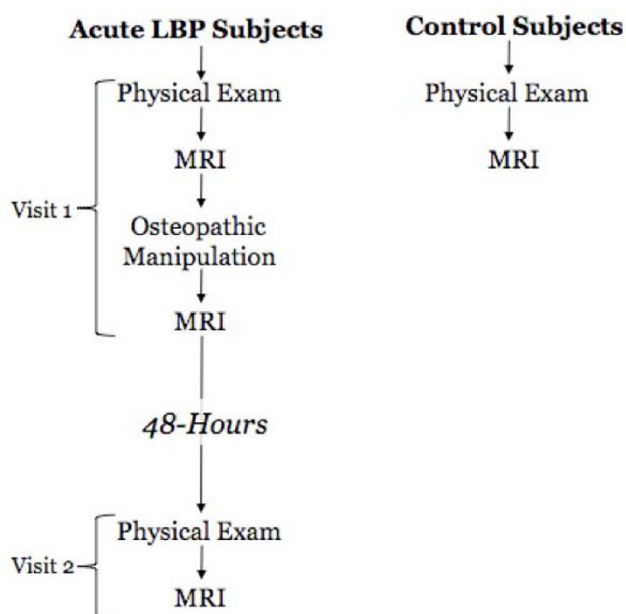 Acute LBP Subjects
Physical Exam
MRI
Visit 1
Osteopathic
Manipulation
MRI
48-Hours
Physical Exam
Visit 2
MRI
Control Subjects
Physical Exam
MRI